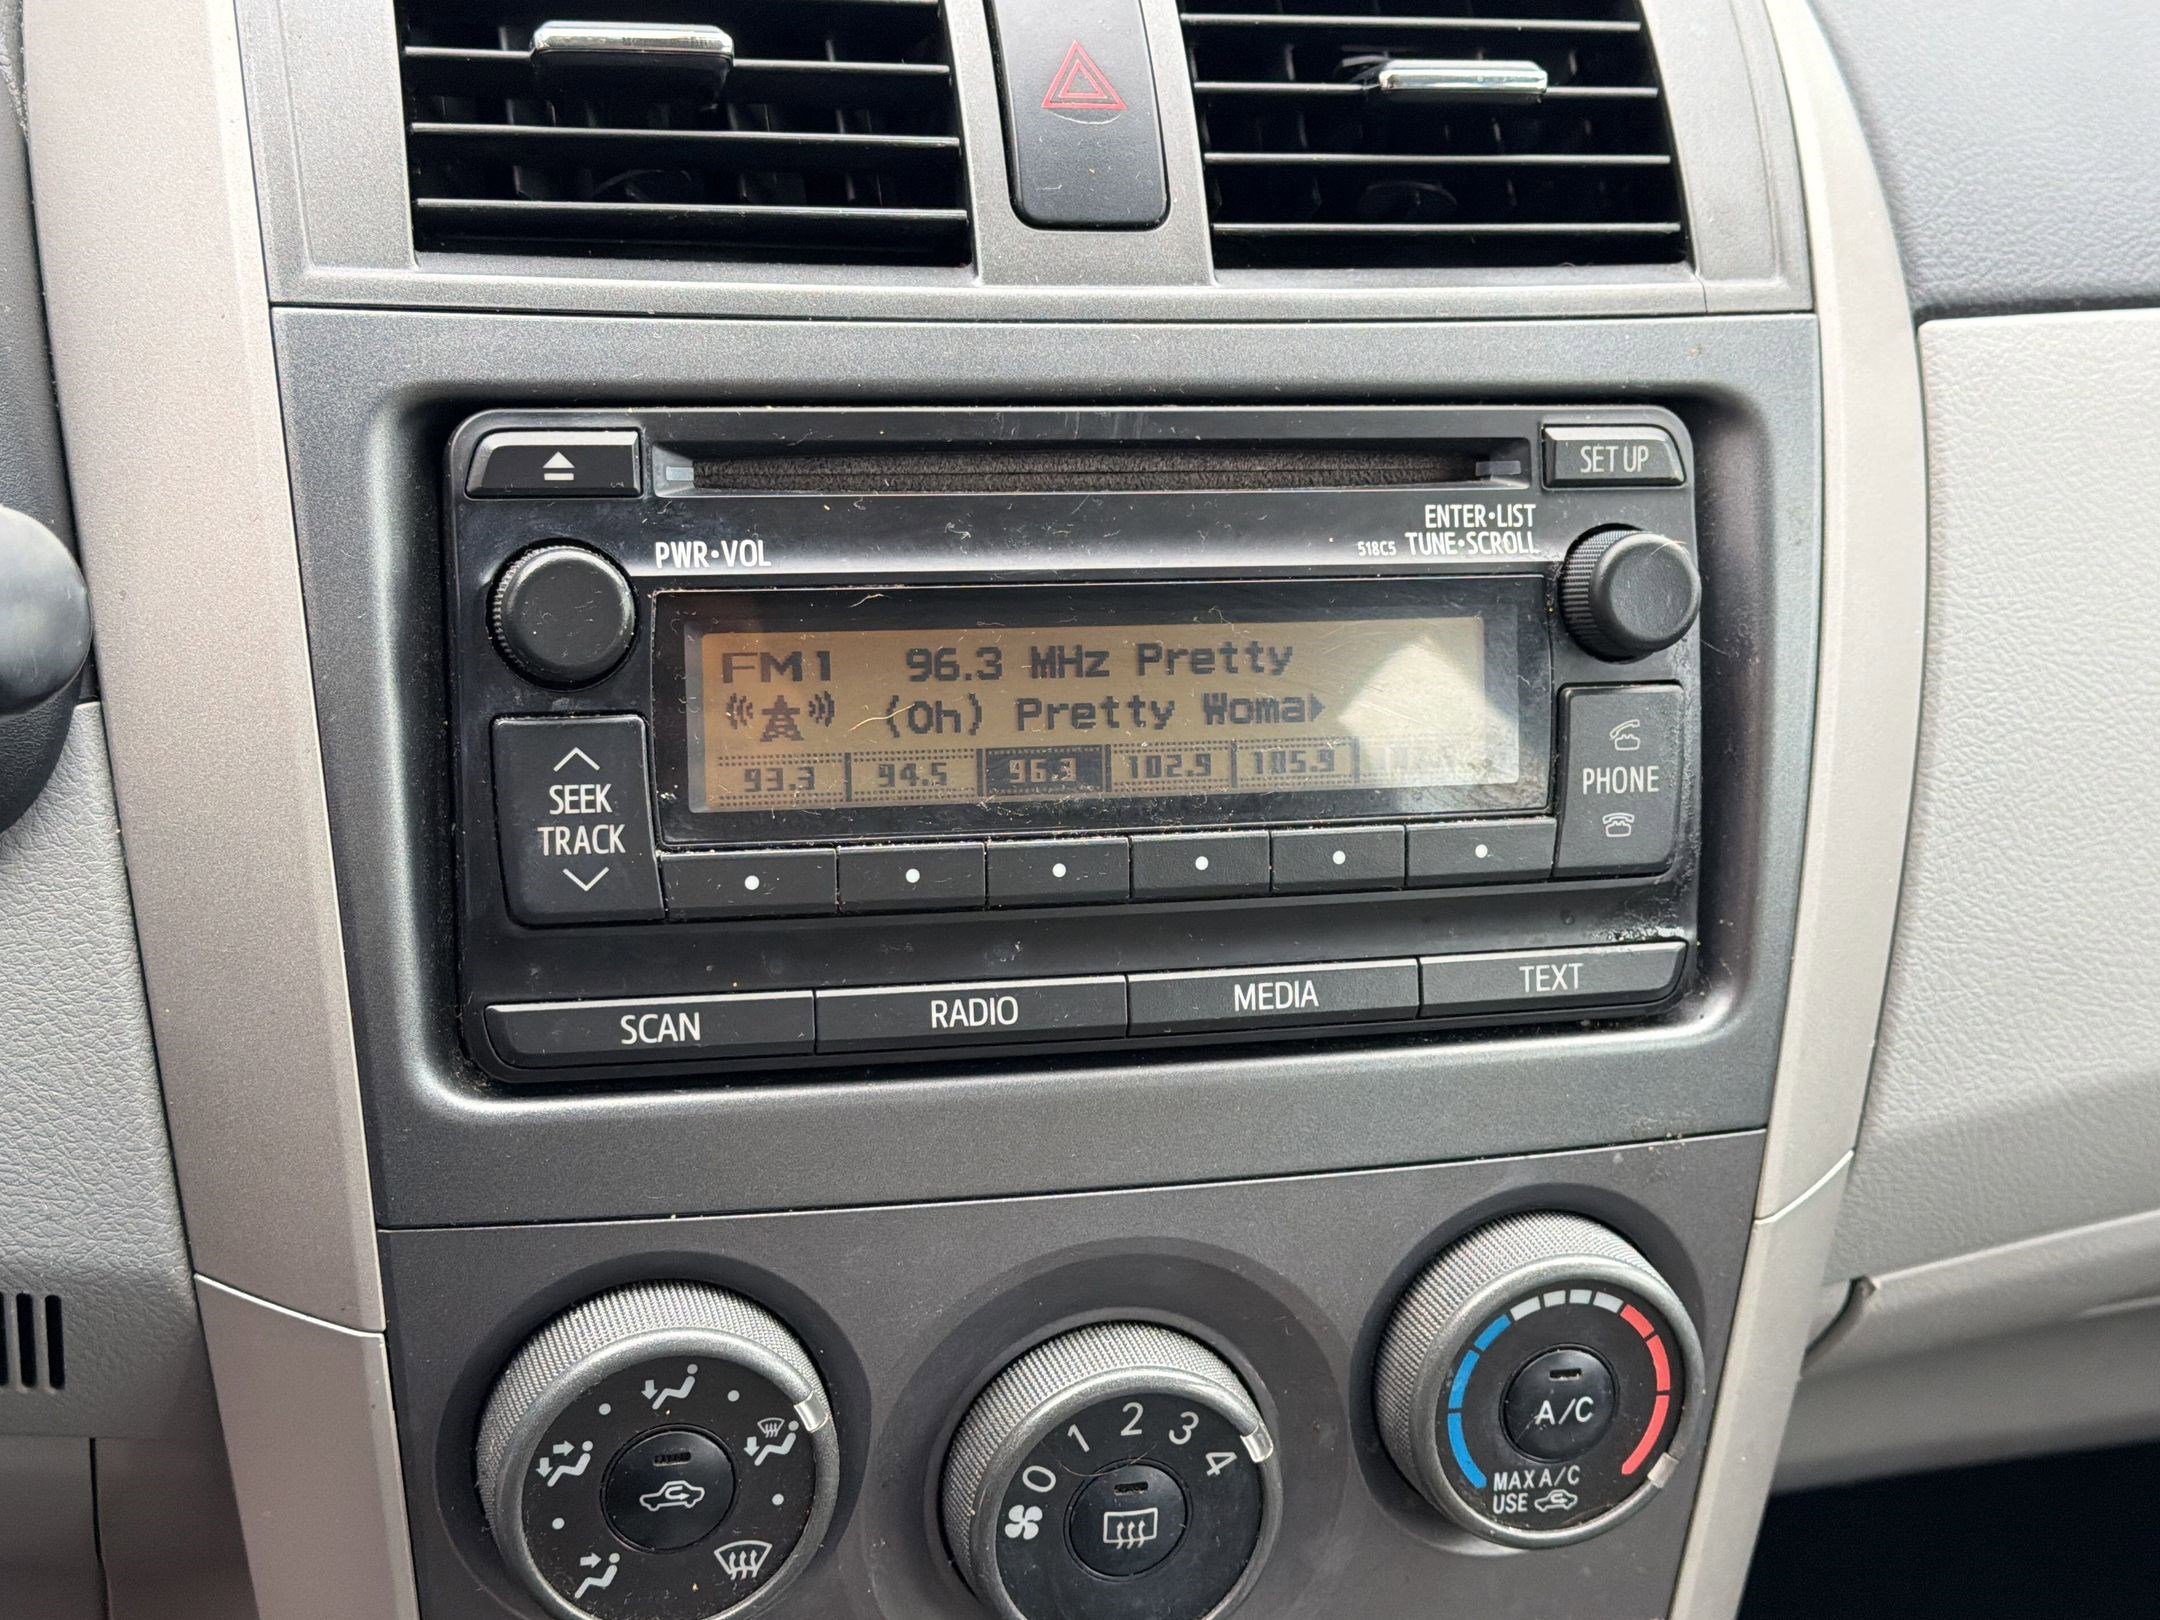 SET UP
ENTER•LIST
PWR•VOL
518C5 TUNE•SCROLL
FM1 96.3 MHz Pretty
(Oh) Pretty Woma
93.3 94.5 96.3 102.9 105.9
SEEK
TRACK
PHONE
SCAN RADIO MEDIA TEXT
0 1 2 3 4
A/C
MAX A/C
USE